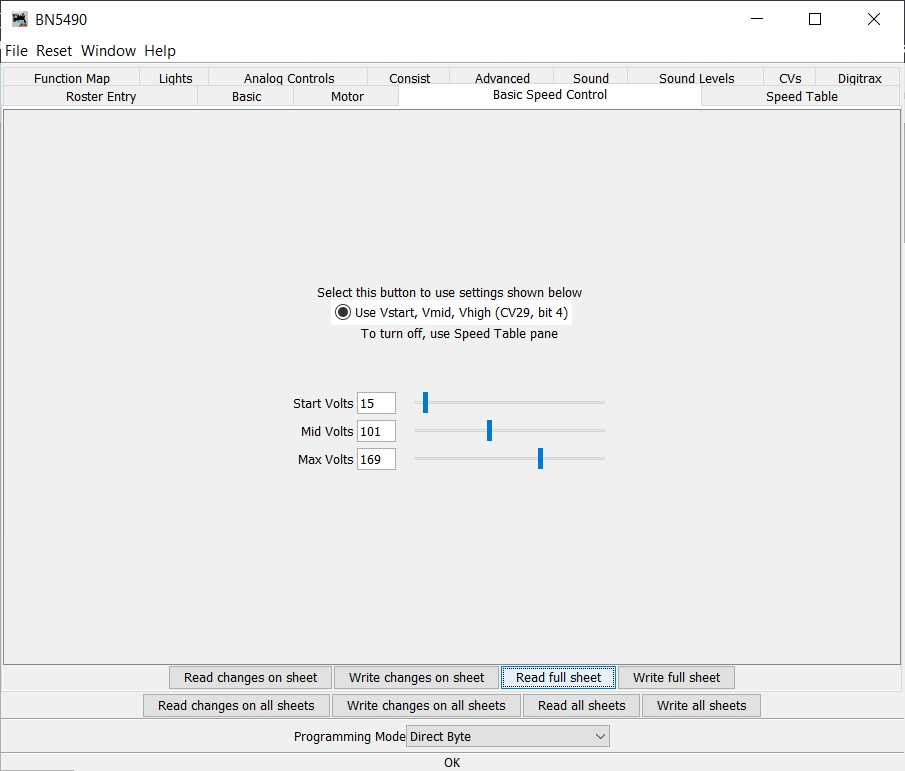 BN5490
File Reset Window Help
Function Map Lights Analog Controls Consist Advanced Sound Sound Levels CVs Digitrax
Roster Entry Basic Motor Basic Speed Control Speed Table
Select this button to use settings shown below
Use Vstart, Vmid, Vhigh (CV29, bit 4)
To turn off, use Speed Table pane
Start Volts 15
Mid Volts 101
Max Volts 169
Read changes on sheet Write changes on sheet Read full sheet Write full sheet
Read changes on all sheets Write changes on all sheets Read all sheets Write all sheets
Programming Mode Direct Byte
OK